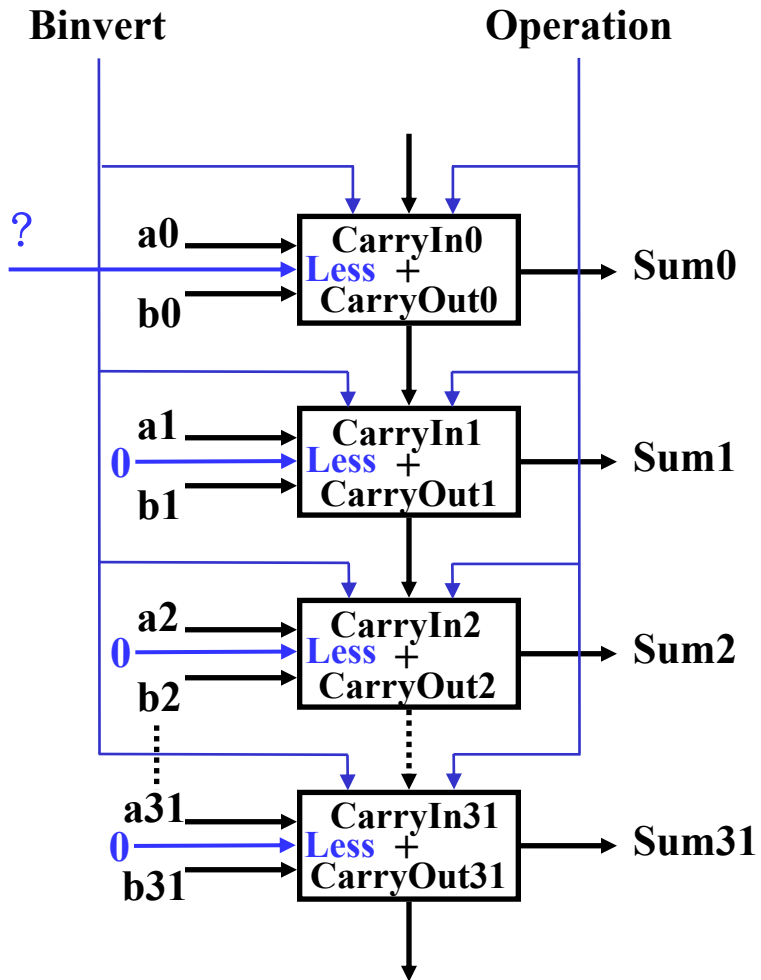 Binvert Operation
?
a0 CarryIn0
Less + Sum0
b0 CarryOut0
a1 CarryIn1
0 Less + Sum1
b1 CarryOut1
a2 CarryIn2
0 Less + Sum2
b2 CarryOut2
a31 CarryIn31
0 Less + Sum31
b31 CarryOut31